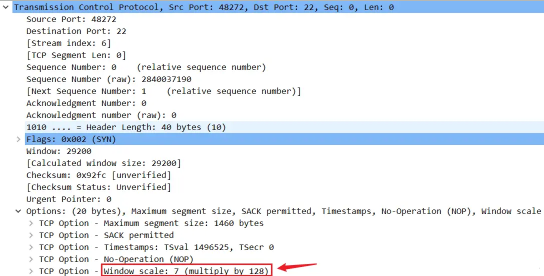 Transmission Control Protocol, Src Port: 48272, Dst Port: 22, Seq: 0, Len: 0
Source Port: 48272
Destination Port: 22
[Stream index: 6]
[TCP Segment Len: 0]
Sequence Number: 0 (relative sequence number)
Sequence Number (raw): 2840037190
[Next Sequence Number: 1 (relative sequence number)]
Acknowledgment Number: 0
Acknowledgment number (raw): 0
1010 .... = Header Length: 40 bytes (10)
Flags: 0x002 (SYN)
Window: 29200
[Calculated window size: 29200]
Checksum: 0x92fc [unverified]
[Checksum Status: Unverified]
Urgent Pointer: 0
Options: (20 bytes), Maximum segment size, SACK permitted, Timestamps, No-Operation (NOP), Window scale
TCP Option - Maximum segment size: 1460 bytes
TCP Option - SACK permitted
TCP Option - Timestamps: TSval 1496525, TSecr 0
TCP Option - No-Operation (NOP)
TCP Option - Window scale: 7 (multiply by 128)